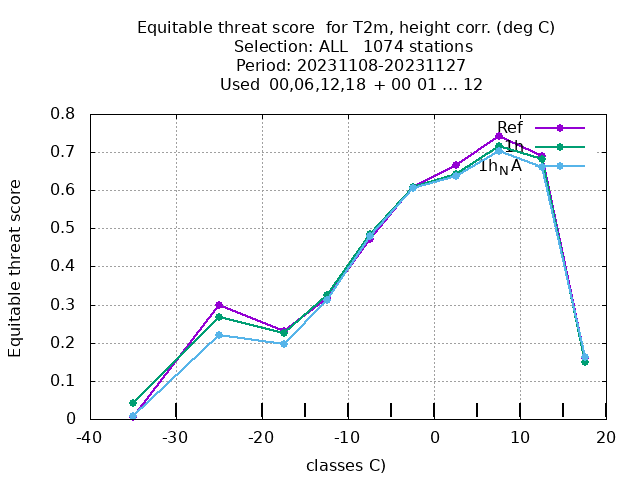 Equitable threat score  for T2m, height corr. (deg C)
Selection: ALL   1074 stations
Period: 20231108-20231127
Used  00,06,12,18  + 00 01 ... 12
Equitable threat score
0.8
0.7
0.6
0.5
0.4
0.3
0.2
0.1
0
Ref
1h
1hNA
-40
-30
-20
-10
0
10
20
classes C)